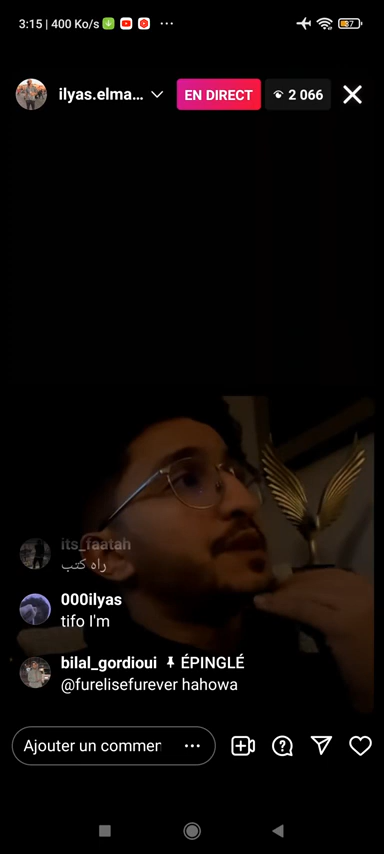 3:15 | 400 Ko/s
87
ilyas.elma...
EN DIRECT
2 066
its_faatah
راه كتب
000ilyas
tifo I'm
bilal_gordioui ÉPINGLÉ
@furelisefurever hahowa
Ajouter un commen